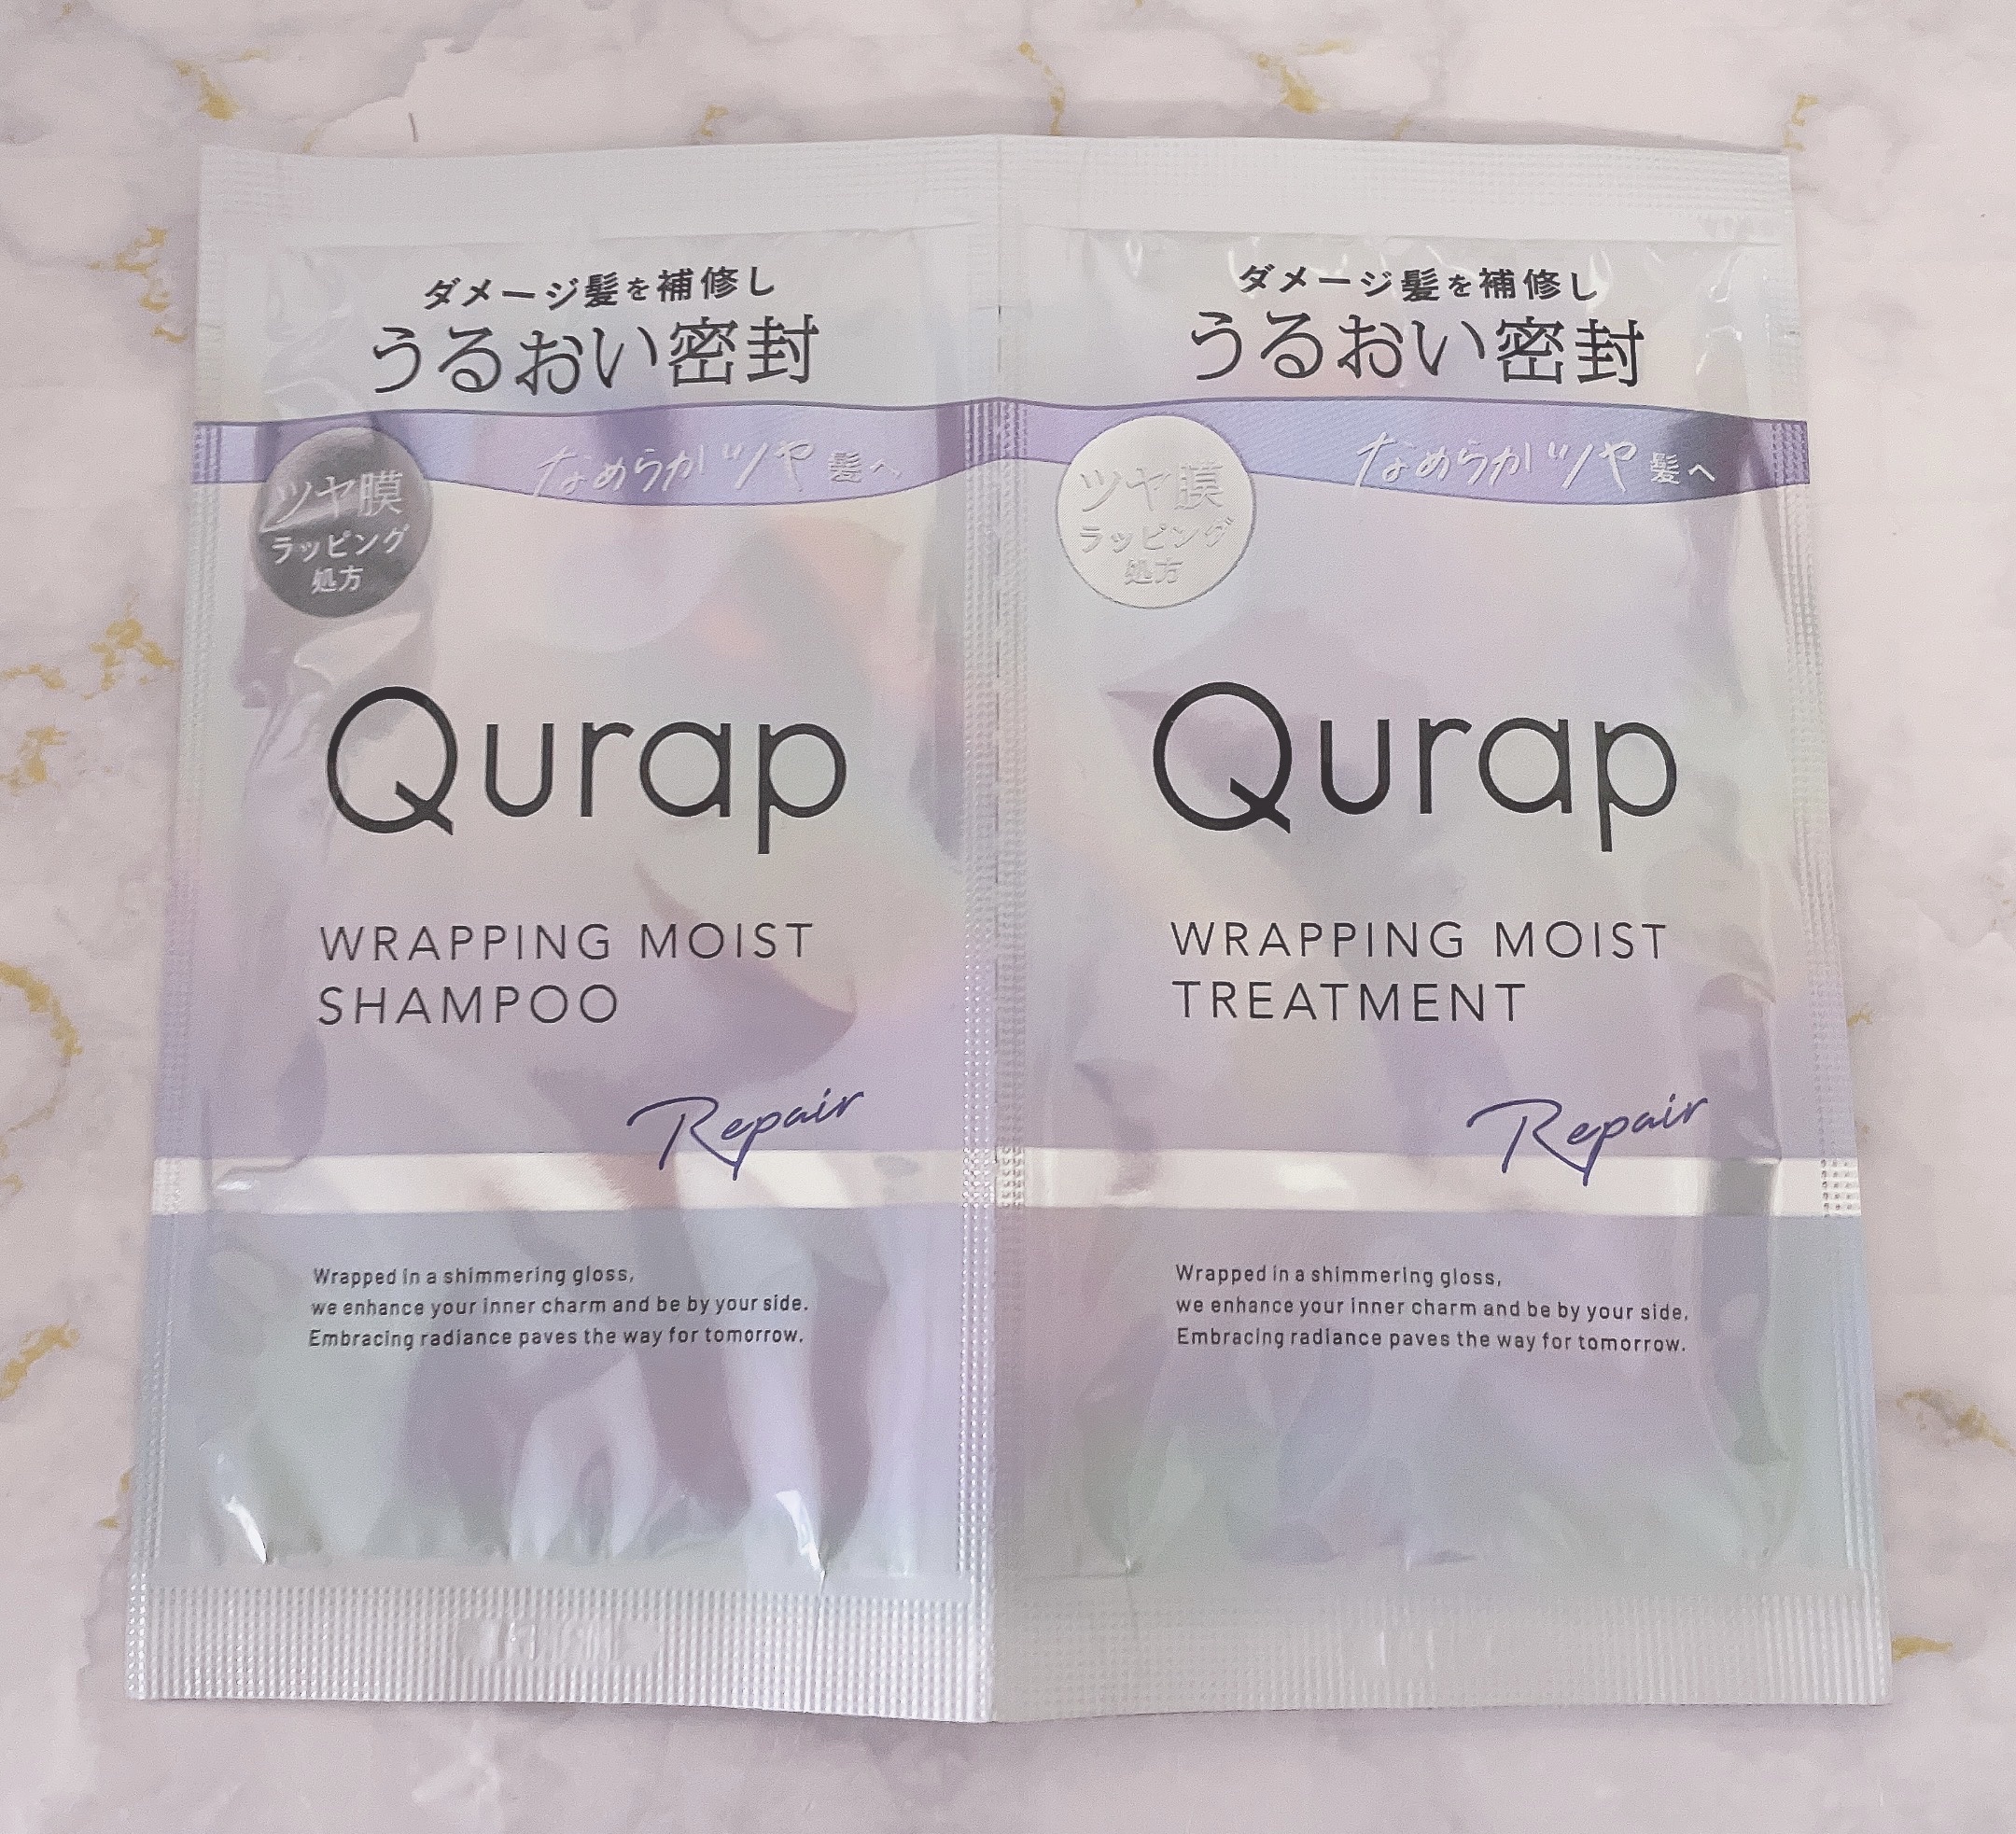 ダメージ髪を補修し
うるおい密封
なめらかツヤ髪へ
ツヤ膜
ラッピング
処方
Qurap
WRAPPING MOIST
SHAMPOO
Repair
Wrapped in a shimmering gloss,
we enhance your inner charm and be by your side.
Embracing radiance paves the way for tomorrow.
ダメージ髪を補修し
うるおい密封
なめらかツヤ髪へ
ツヤ膜
ラッピング
処方
Qurap
WRAPPING MOIST
TREATMENT
Repair
Wrapped in a shimmering gloss,
we enhance your inner charm and be by your side.
Embracing radiance paves the way for tomorrow.